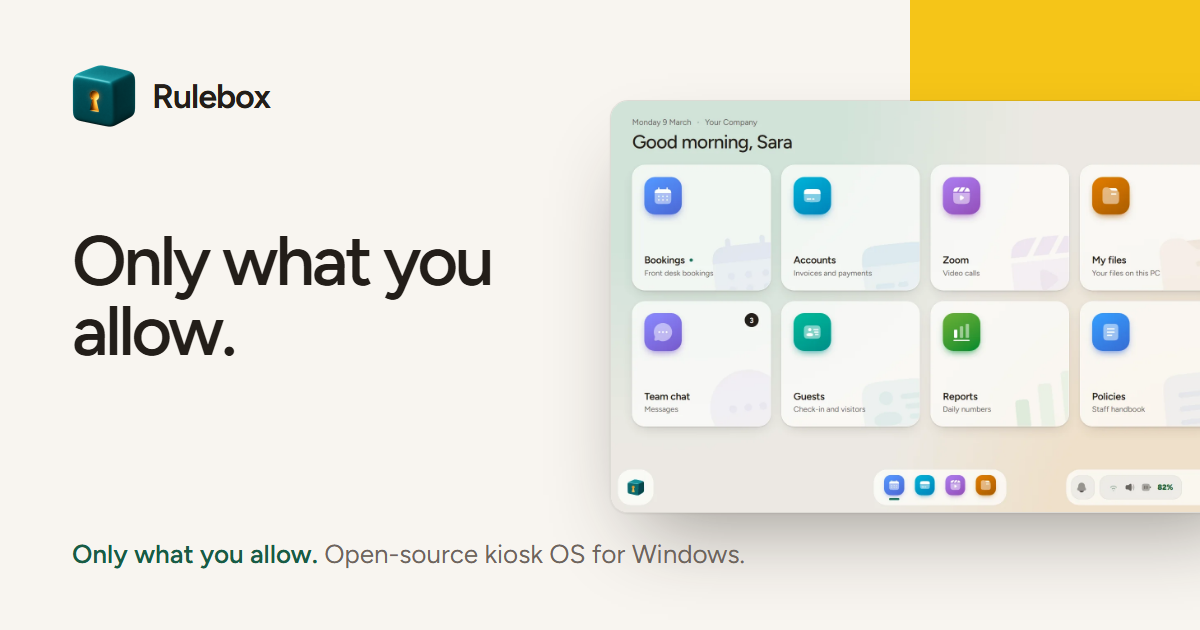 Rulebox
Only what you
allow.
Monday 9 March · Your Company
Good morning, Sara
Bookings •
Front desk bookings
Accounts
Invoices and payments
Zoom
Video calls
My files
Your files on this PC
3
Team chat
Messages
Guests
Check-in and visitors
Reports
Daily numbers
Policies
Staff handbook
82%
Only what you allow. Open-source kiosk OS for Windows.